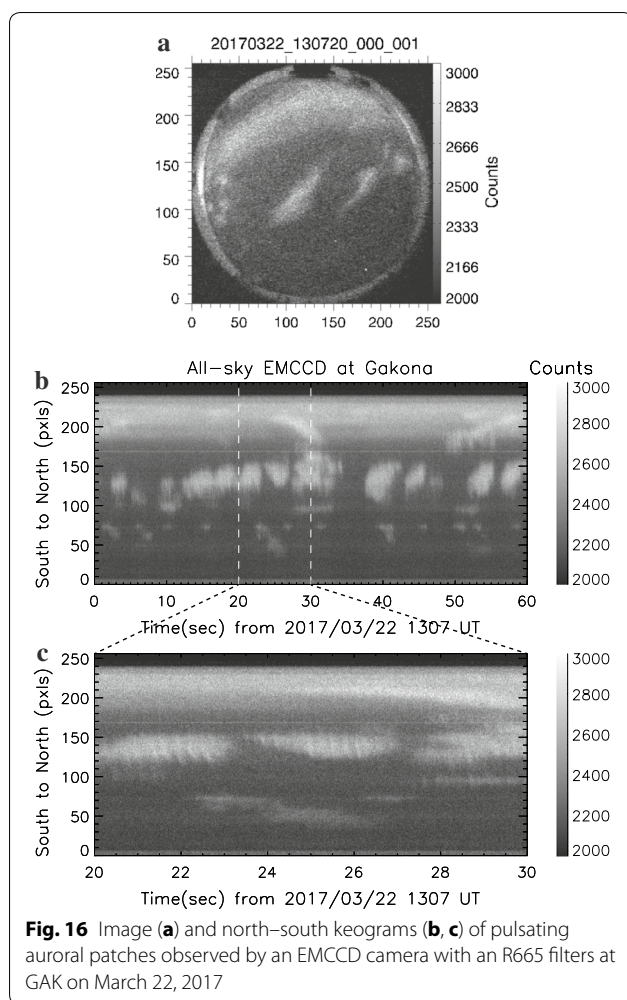 a 20170322_130720_000_001
250
200
150
100
50
0
0 50 100 150 200 250
3000
2833
2666
2500
2333
2166
2000
Counts
b All-sky EMCCD at Gakona Counts
South to North (pxls)
250
200
150
100
50
0
0 10 20 30 40 50 60
Time(sec) from 2017/03/22 1307 UT
3000
2800
2600
2400
2200
2000
c
South to North (pxls)
250
200
150
100
50
0
20 22 24 26 28 30
Time(sec) from 2017/03/22 1307 UT
3000
2800
2600
2400
2200
2000
Fig. 16 Image (a) and north–south keograms (b, c) of pulsating
auroral patches observed by an EMCCD camera with an R665 filters at
GAK on March 22, 2017